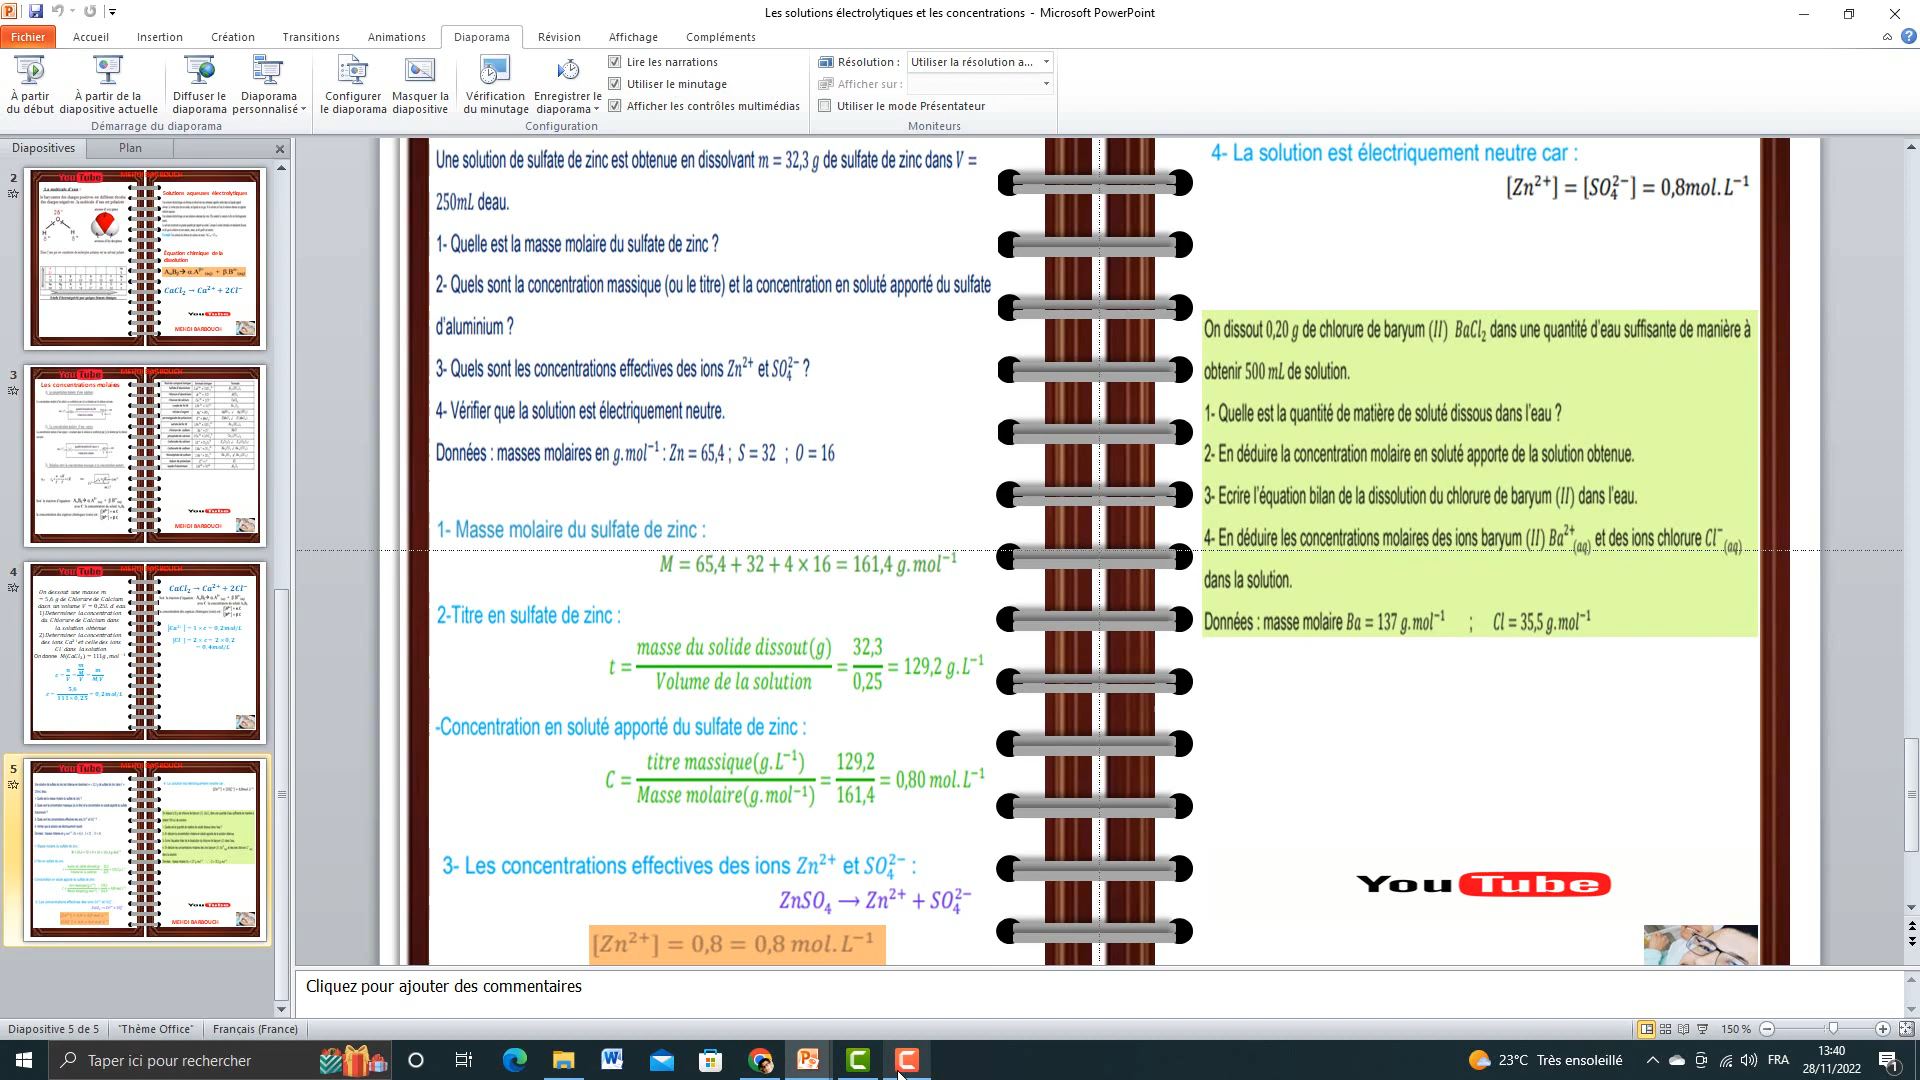 Les solutions électrolytiques et les concentrations - Microsoft PowerPoint
Fichier Accueil Insertion Création Transitions Animations Diaporama Révision Affichage Compléments
À partir du début
À partir de la diapositive actuelle
Diffuser le diaporama
Diaporama personnalisé
Démarrage du diaporama
Configurer le diaporama
Masquer la diapositive
Vérification du minutage
Enregistrer le diaporama
Lire les narrations
Utiliser le minutage
Afficher les contrôles multimédias
Configuration
Résolution : Utiliser la résolution a...
Afficher sur :
Utiliser le mode Présentateur
Moniteurs
Diapositives Plan
2
3
4
5
Une solution de sulfate de zinc est obtenue en dissolvant m = 32,3 g de sulfate de zinc dans V =
250mL deau.
1- Quelle est la masse molaire du sulfate de zinc ?
2- Quels sont la concentration massique (ou le titre) et la concentration en soluté apporté du sulfate
d'aluminium ?
3- Quels sont les concentrations effectives des ions Zn²⁺ et SO₄²⁻ ?
4- Vérifier que la solution est électriquement neutre.
Données : masses molaires en g.mol⁻¹ : Zn = 65,4 ; S = 32 ; O = 16
1- Masse molaire du sulfate de zinc :
M = 65,4 + 32 + 4 × 16 = 161,4 g.mol⁻¹
2-Titre en sulfate de zinc :
t = masse du solide dissout(g) / Volume de la solution = 32,3 / 0,25 = 129,2 g.L⁻¹
-Concentration en soluté apporté du sulfate de zinc :
C = titre massique(g.L⁻¹) / Masse molaire(g.mol⁻¹) = 129,2 / 161,4 = 0,80 mol.L⁻¹
3- Les concentrations effectives des ions Zn²⁺ et SO₄²⁻ :
ZnSO₄ → Zn²⁺ + SO₄²⁻
[Zn²⁺] = 0,8 = 0,8 mol.L⁻¹
4- La solution est électriquement neutre car :
[Zn²⁺] = [SO₄²⁻] = 0,8mol.L⁻¹
On dissout 0,20 g de chlorure de baryum (II) BaCl₂ dans une quantité d'eau suffisante de manière à
obtenir 500 mL de solution.
1- Quelle est la quantité de matière de soluté dissous dans l'eau ?
2- En déduire la concentration molaire en soluté apporte de la solution obtenue.
3- Ecrire l'équation bilan de la dissolution du chlorure de baryum (II) dans l'eau.
4- En déduire les concentrations molaires des ions baryum (II) Ba²⁺(aq) et des ions chlorure Cl⁻(aq)
dans la solution.
Données : masse molaire Ba = 137 g.mol⁻¹ ; Cl = 35,5 g.mol⁻¹
YouTube
Cliquez pour ajouter des commentaires
Diapositive 5 de 5 "Thème Office" Français (France) 150 %
Taper ici pour rechercher
23°C Très ensoleillé
FRA
13:40
28/11/2022